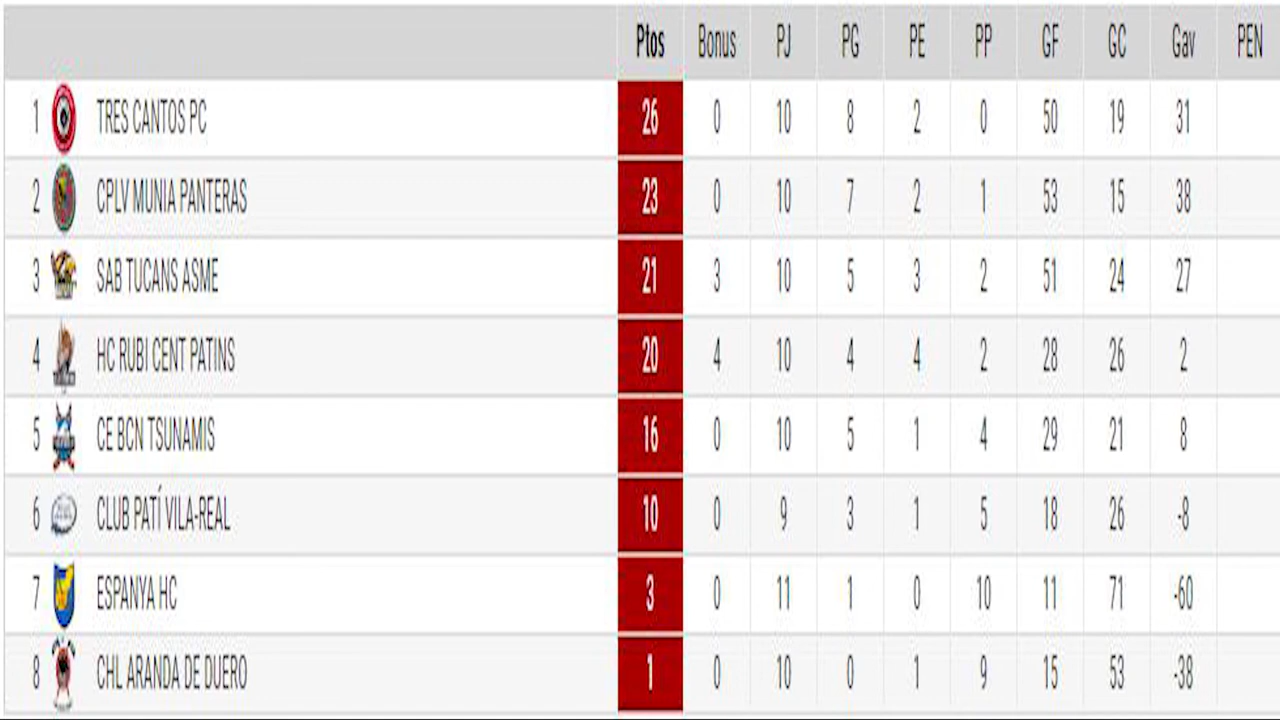 Ptos Bonus PJ PG PE PP GF GC Gav PEN
1 TRES CANTOS PC 26 0 10 8 2 0 50 19 31
2 CPLV MUNIA PANTERAS 23 0 10 7 2 1 53 15 38
3 SAB TUCANS ASME 21 3 10 5 3 2 51 24 27
4 HC RUBI CENT PATINS 20 4 10 4 4 2 28 26 2
5 CE BCN TSUNAMIS 16 0 10 5 1 4 29 21 8
6 CLUB PATÍ VILA-REAL 10 0 9 3 1 5 18 26 -8
7 ESPANYA HC 3 0 11 1 0 10 11 71 -60
8 CHL ARANDA DE DUERO 1 0 10 0 1 9 15 53 -38